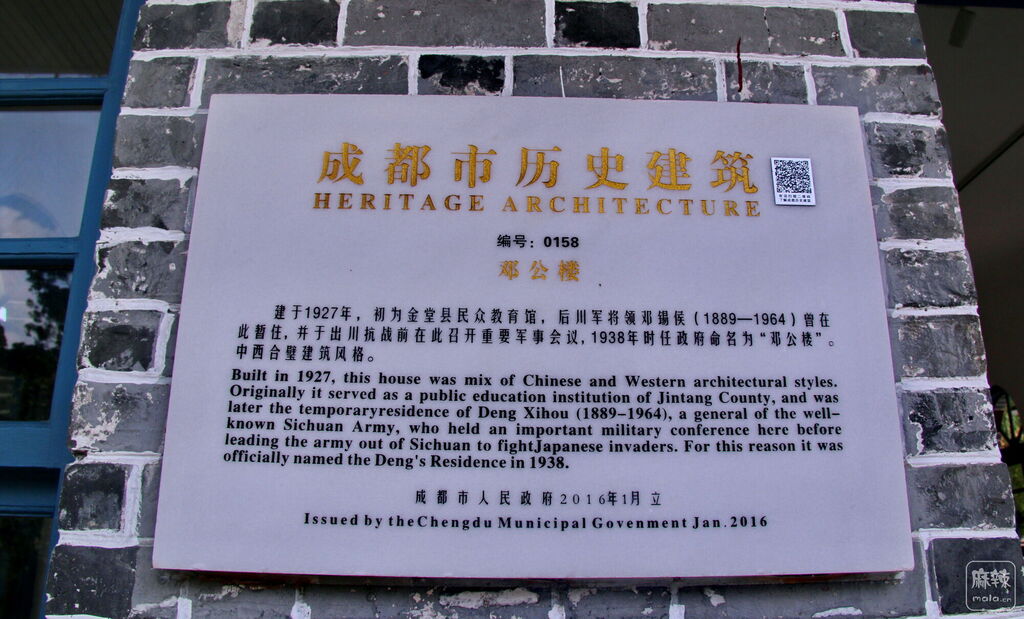 成都市历史建筑
HERITAGE ARCHITECTURE
编号：0158
邓公楼
建于1927年，初为金堂县民众教育馆，后川军将领邓锡侯（1889—1964）曾在
此暂住，并于出川抗战前在此召开重要军事会议，1938年时任政府命名为“邓公楼”。
中西合璧建筑风格。
Built in 1927, this house was mix of Chinese and Western architectural styles.
Originally it served as a public education institution of Jintang County, and was
later the temporaryresidence of Deng Xihou (1889-1964), a general of the well-
known Sichuan Army, who held an important military conference here before
leading the army out of Sichuan to fightJapanese invaders. For this reason it was
officially named the Deng's Residence in 1938.
成都市人民政府2016年1月 立
Issued by theChengdu Municipal Govenment Jan.2016
麻辣
mala.cn